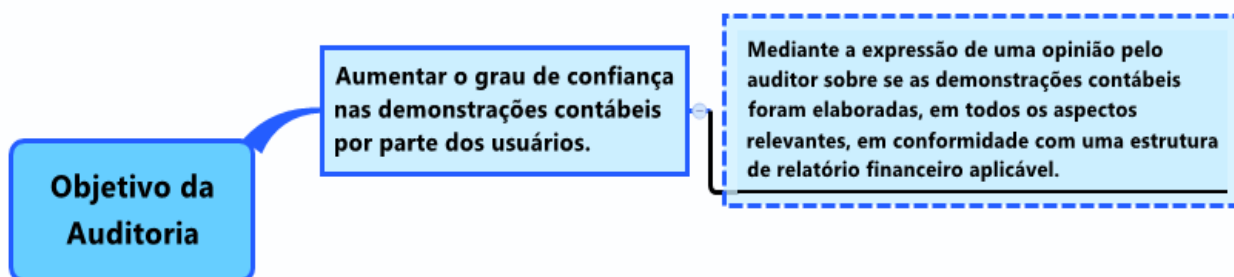 Objetivo da
Auditoria
Aumentar o grau de confiança
nas demonstrações contábeis
por parte dos usuários.
Mediante a expressão de uma opinião pelo
auditor sobre se as demonstrações contábeis
foram elaboradas, em todos os aspectos
relevantes, em conformidade com uma estrutura
de relatório financeiro aplicável.